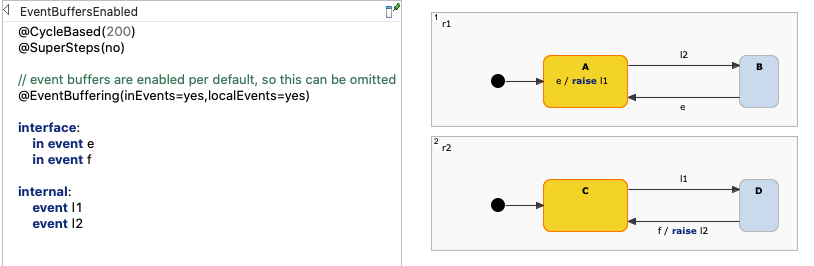 EventBuffersEnabled
@CycleBased(200)
@SuperSteps(no)
// event buffers are enabled per default, so this can be omitted
@EventBuffering(inEvents=yes,localEvents=yes)
interface:
in event e
in event f
internal:
event l1
event l2
1 r1
A
e / raise l1
l2
B
e
2 r2
C
l1
D
f / raise l2